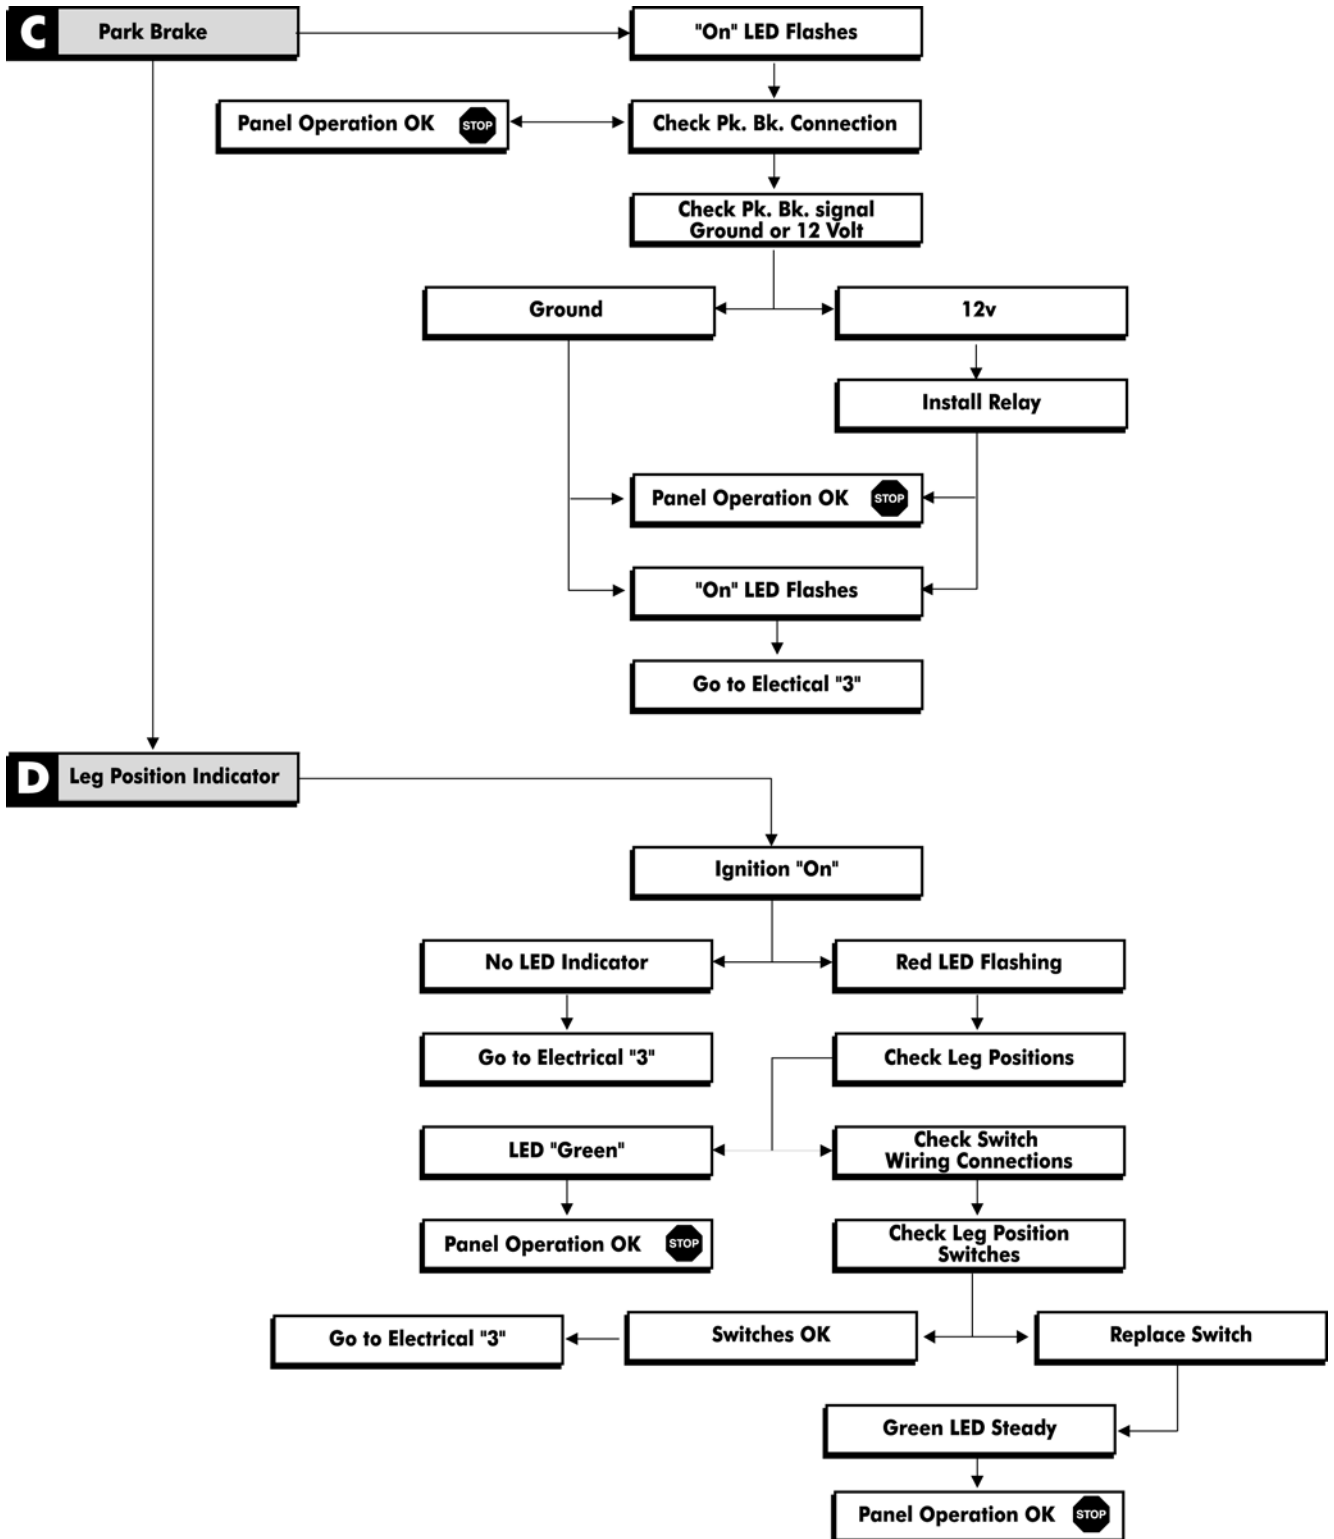 C Park Brake
"On" LED Flashes
Panel Operation OK STOP
Check Pk. Bk. Connection
Check Pk. Bk. signal
Ground or 12 Volt
Ground
12v
Install Relay
Panel Operation OK STOP
"On" LED Flashes
Go to Electical "3"
D Leg Position Indicator
Ignition "On"
No LED Indicator
Red LED Flashing
Go to Electrical "3"
Check Leg Positions
LED "Green"
Check Switch
Wiring Connections
Panel Operation OK STOP
Check Leg Position
Switches
Go to Electrical "3"
Switches OK
Replace Switch
Green LED Steady
Panel Operation OK STOP